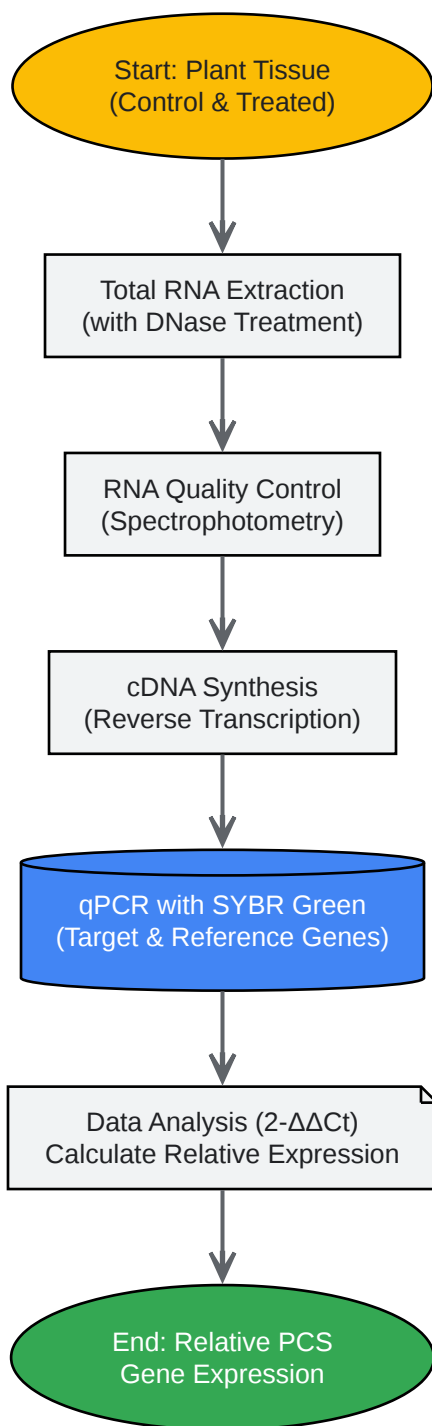 Start: Plant Tissue
(Control & Treated)
Total RNA Extraction
(with DNase Treatment)
RNA Quality Control
(Spectrophotometry)
cDNA Synthesis
(Reverse Transcription)
qPCR with SYBR Green
(Target & Reference Genes)
Data Analysis (2-ΔΔCt)
Calculate Relative Expression
End: Relative PCS
Gene Expression